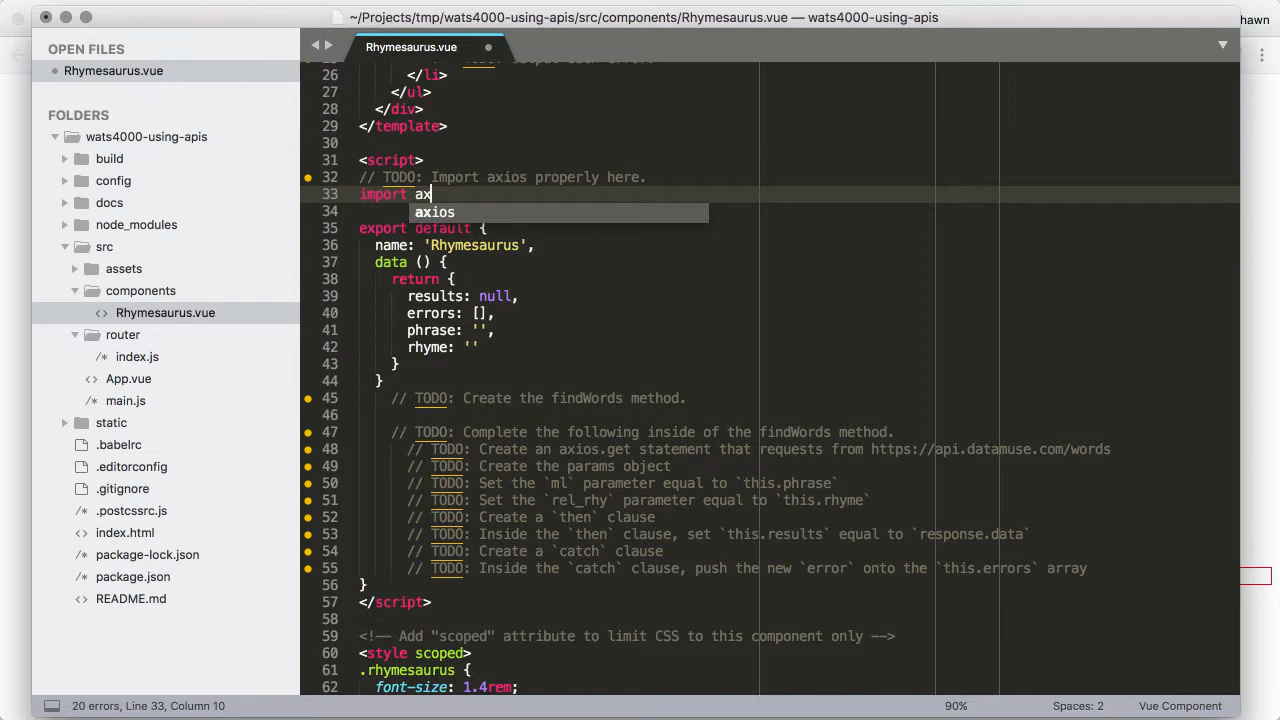 ~/Projects/tmp/wats4000-using-apis/src/components/Rhymesaurus.vue — wats4000-using-apis
hawn
OPEN FILES
Rhymesaurus.vue
FOLDERS
wats4000-using-apis
build
config
docs
node_modules
src
assets
components
<> Rhymesaurus.vue
router
/* index.js
<> App.vue
/* main.js
static
.babelrc
.editorconfig
.gitignore
/* .postcssrc.js
<> index.html
package-lock.json
package.json
README.md
Rhymesaurus.vue
26 </li>
27 </ul>
28 </div>
29 </template>
30
31 <script>
32 // TODO: Import axios properly here.
33 import ax
axios
34
35 export default {
36 name: 'Rhymesaurus',
37 data () {
38 return {
39 results: null,
40 errors: [],
41 phrase: '',
42 rhyme: ''
43 }
44 }
45 // TODO: Create the findWords method.
46
47 // TODO: Complete the following inside of the findWords method.
48 // TODO: Create an axios.get statement that requests from https://api.datamuse.com/words
49 // TODO: Create the params object
50 // TODO: Set the `ml` parameter equal to `this.phrase`
51 // TODO: Set the `rel_rhy` parameter equal to `this.rhyme`
52 // TODO: Create a `then` clause
53 // TODO: Inside the `then` clause, set `this.results` equal to `response.data`
54 // TODO: Create a `catch` clause
55 // TODO: Inside the `catch` clause, push the new `error` onto the `this.errors` array
56 }
57 </script>
58
59 <!-- Add "scoped" attribute to limit CSS to this component only -->
60 <style scoped>
61 .rhymesaurus {
62 font-size: 1.4rem;
20 errors, Line 33, Column 10
90%
Spaces: 2
Vue Component